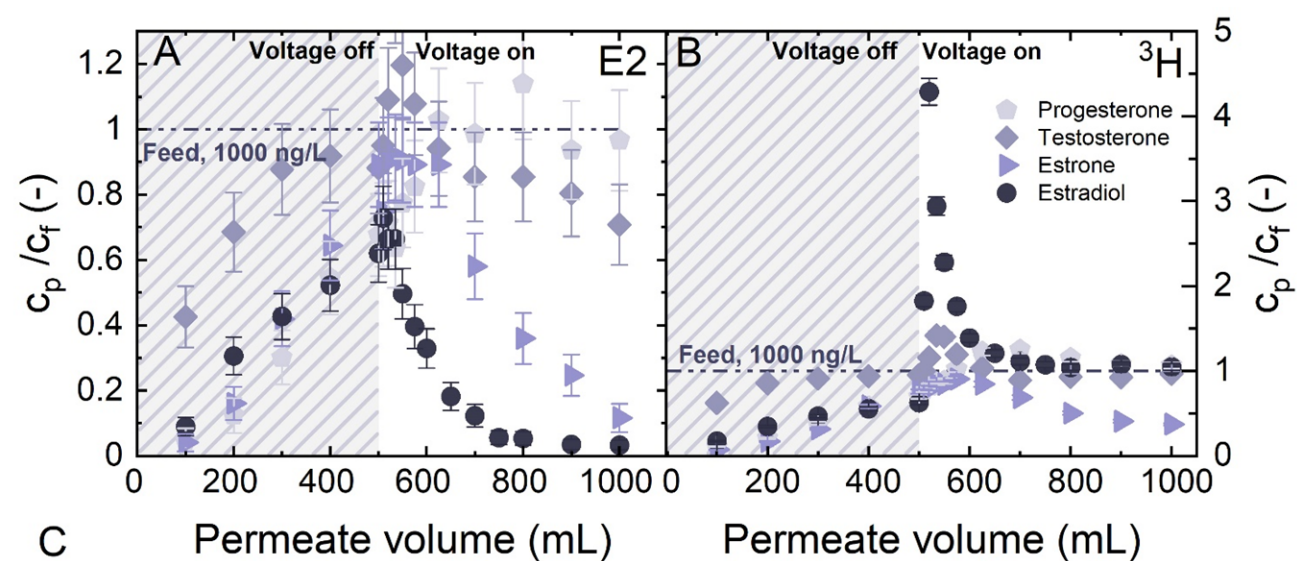 A Voltage off Voltage on E2
B Voltage off Voltage on ³H
1.2
1
0.8
0.6
0.4
0.2
0
cₚ /c_f (-)
Feed, 1000 ng/L
0 200 400 600 800 1000
Permeate volume (mL)
Progesterone
Testosterone
Estrone
Estradiol
Feed, 1000 ng/L
5
4
3
2
1
0
cₚ /c_f (-)
0 200 400 600 800 1000
Permeate volume (mL)
C